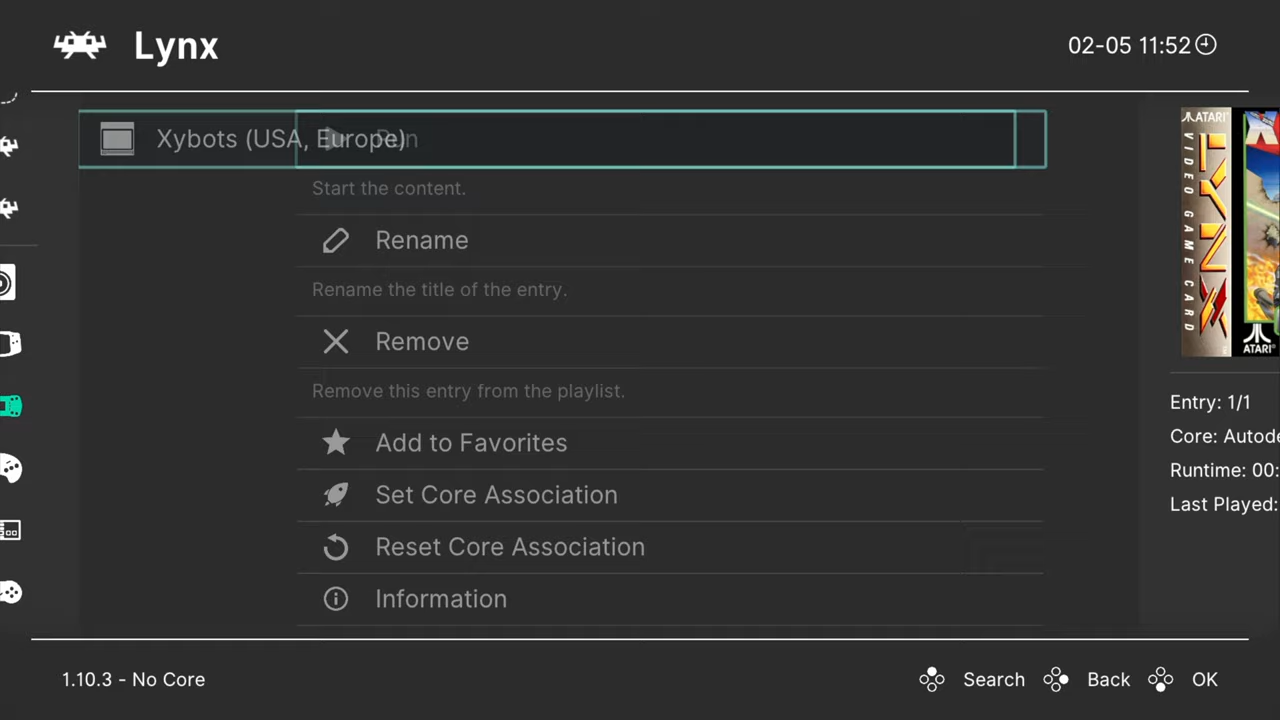 Lynx
02-05 11:52
Xybots (USA, Europe)
Run
Start the content.
Rename
Rename the title of the entry.
Remove
Remove this entry from the playlist.
Add to Favorites
Set Core Association
Reset Core Association
Information
ATARI
LYNX
VIDEO GAME CARD
ATARI
Entry: 1/1
Core: Autode
Runtime: 00:
Last Played:
1.10.3 - No Core
Search Back OK